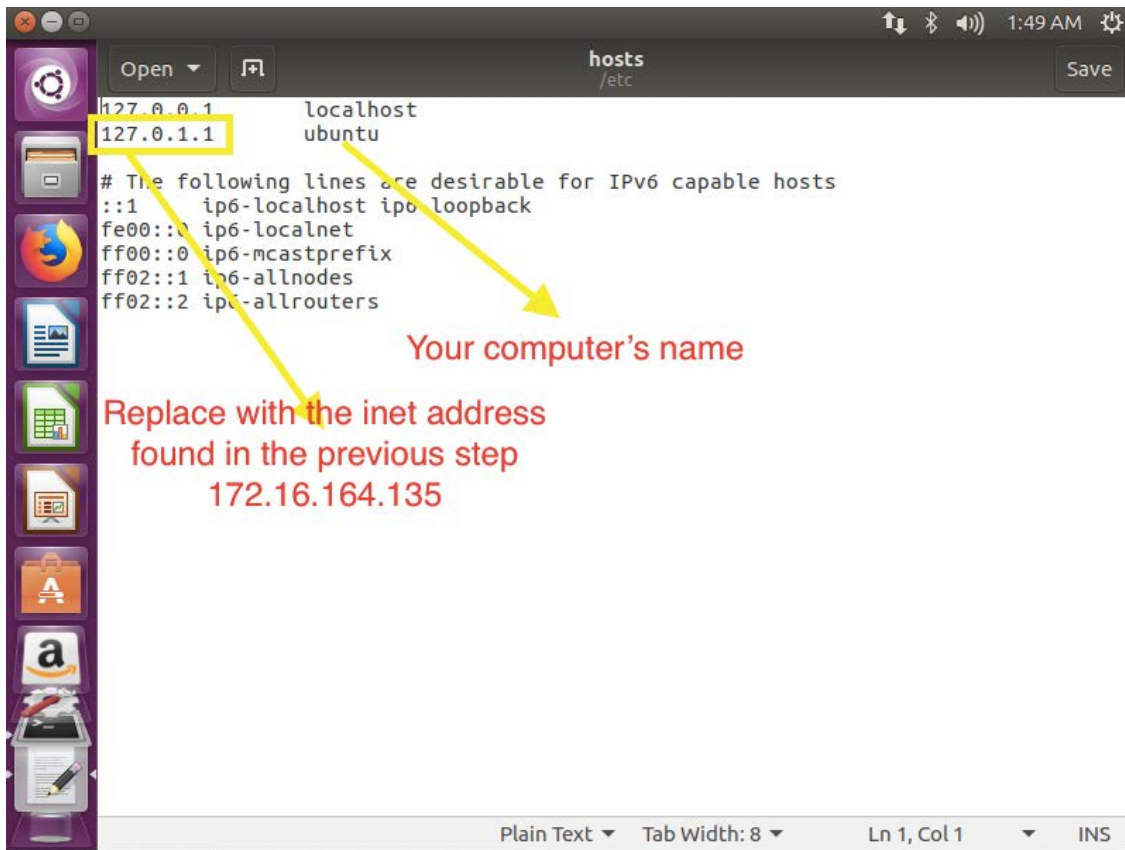 1:49 AM
Open
hosts
/etc
Save
127.0.0.1 localhost
127.0.1.1 ubuntu
# The following lines are desirable for IPv6 capable hosts
::1 ip6-localhost ip6-loopback
fe00::0 ip6-localnet
ff00::0 ip6-mcastprefix
ff02::1 ip6-allnodes
ff02::2 ip6-allrouters
Your computer’s name
Replace with the inet address
found in the previous step
172.16.164.135
Plain Text Tab Width: 8 Ln 1, Col 1 INS